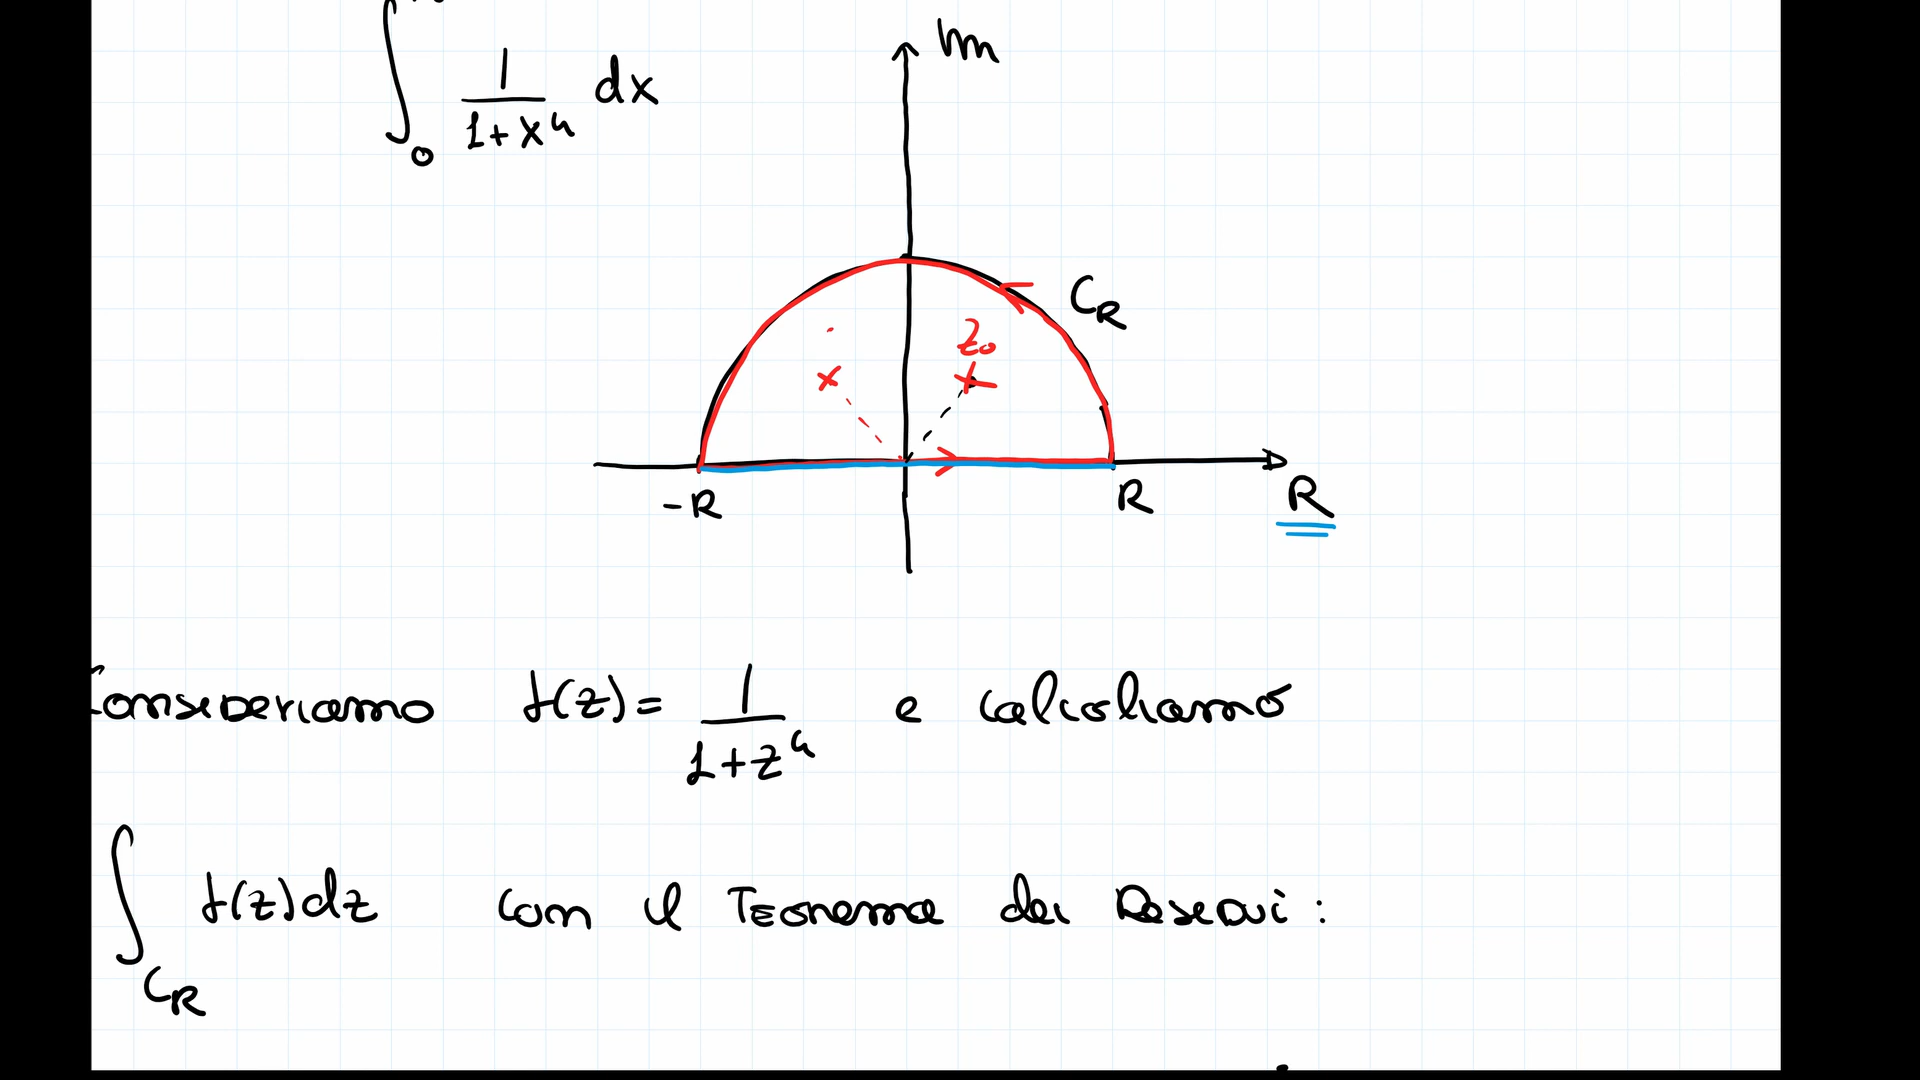 ∫₀ 1/(1+x⁴) dx
Im
C_R
z₀
-R R R
Consideriamo f(z) = 1/(1+z⁴) e calcoliamo
∫_{C_R} f(z)dz con il Teorema dei Residui: